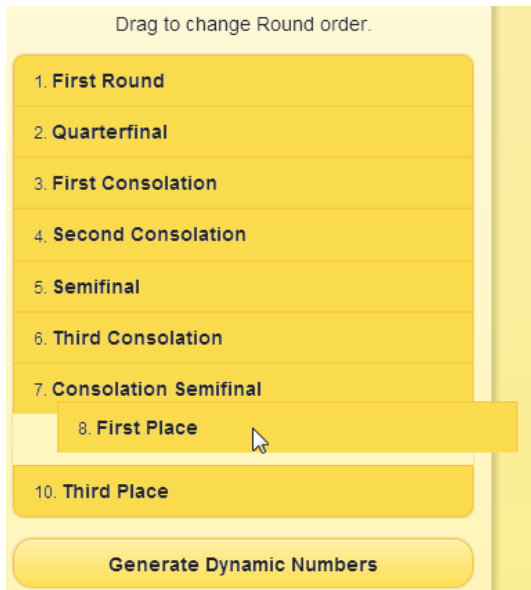 Drag to change Round order.
1. First Round
2. Quarterfinal
3. First Consolation
4. Second Consolation
5. Semifinal
6. Third Consolation
7. Consolation Semifinal
8. First Place
10. Third Place
Generate Dynamic Numbers